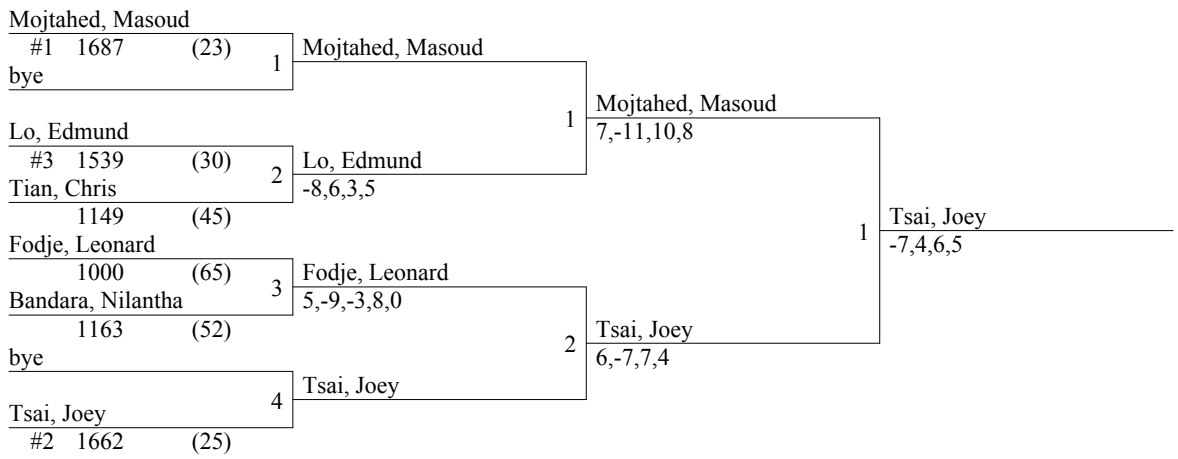 Mojtahed, Masoud
#1 1687 (23)
bye
1
Mojtahed, Masoud
Lo, Edmund
#3 1539 (30)
Tian, Chris
1149 (45)
2
Lo, Edmund
-8,6,3,5
1
Mojtahed, Masoud
7,-11,10,8
Fodje, Leonard
1000 (65)
Bandara, Nilantha
1163 (52)
3
Fodje, Leonard
5,-9,-3,8,0
bye
Tsai, Joey
#2 1662 (25)
4
Tsai, Joey
2
Tsai, Joey
6,-7,7,4
1
Tsai, Joey
-7,4,6,5